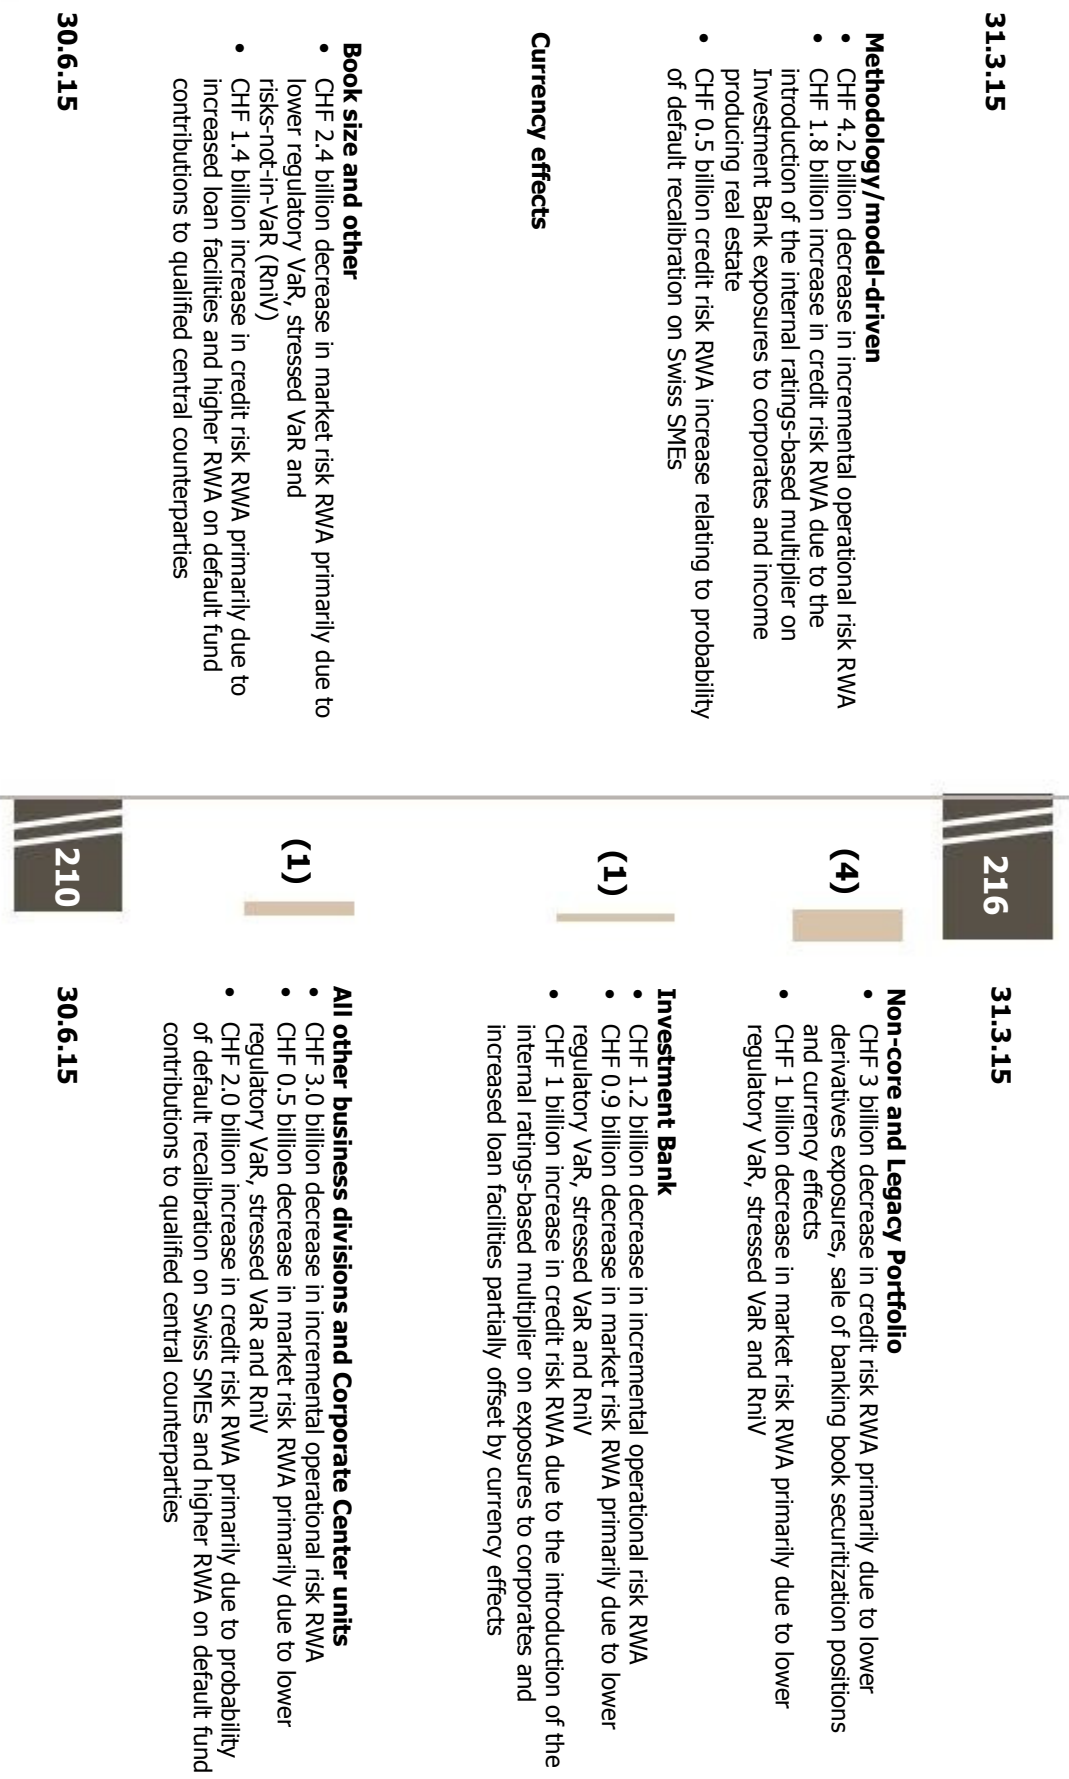 31.3.15
Methodology/model-driven
• CHF 4.2 billion decrease in incremental operational risk RWA
• CHF 1.8 billion increase in credit risk RWA due to the
introduction of the internal ratings-based multiplier on
Investment Bank exposures to corporates and income
producing real estate
• CHF 0.5 billion credit risk RWA increase relating to probability
of default recalibration on Swiss SMEs
Currency effects
Book size and other
• CHF 2.4 billion decrease in market risk RWA primarily due to
lower regulatory VaR, stressed VaR and
risks-not-in-VaR (RniV)
• CHF 1.4 billion increase in credit risk RWA primarily due to
increased loan facilities and higher RWA on default fund
contributions to qualified central counterparties
30.6.15
216
(4)
(1)
(1)
210
31.3.15
Non-core and Legacy Portfolio
• CHF 3 billion decrease in credit risk RWA primarily due to lower
derivatives exposures, sale of banking book securitization positions
and currency effects
• CHF 1 billion decrease in market risk RWA primarily due to lower
regulatory VaR, stressed VaR and RniV
Investment Bank
• CHF 1.2 billion decrease in incremental operational risk RWA
• CHF 0.9 billion decrease in market risk RWA primarily due to lower
regulatory VaR, stressed VaR and RniV
• CHF 1 billion increase in credit risk RWA due to the introduction of the
internal ratings-based multiplier on exposures to corporates and
increased loan facilities partially offset by currency effects
All other business divisions and Corporate Center units
• CHF 3.0 billion decrease in incremental operational risk RWA
• CHF 0.5 billion decrease in market risk RWA primarily due to lower
regulatory VaR, stressed VaR and RniV
• CHF 2.0 billion increase in credit risk RWA primarily due to probability
of default recalibration on Swiss SMEs and higher RWA on default fund
contributions to qualified central counterparties
30.6.15